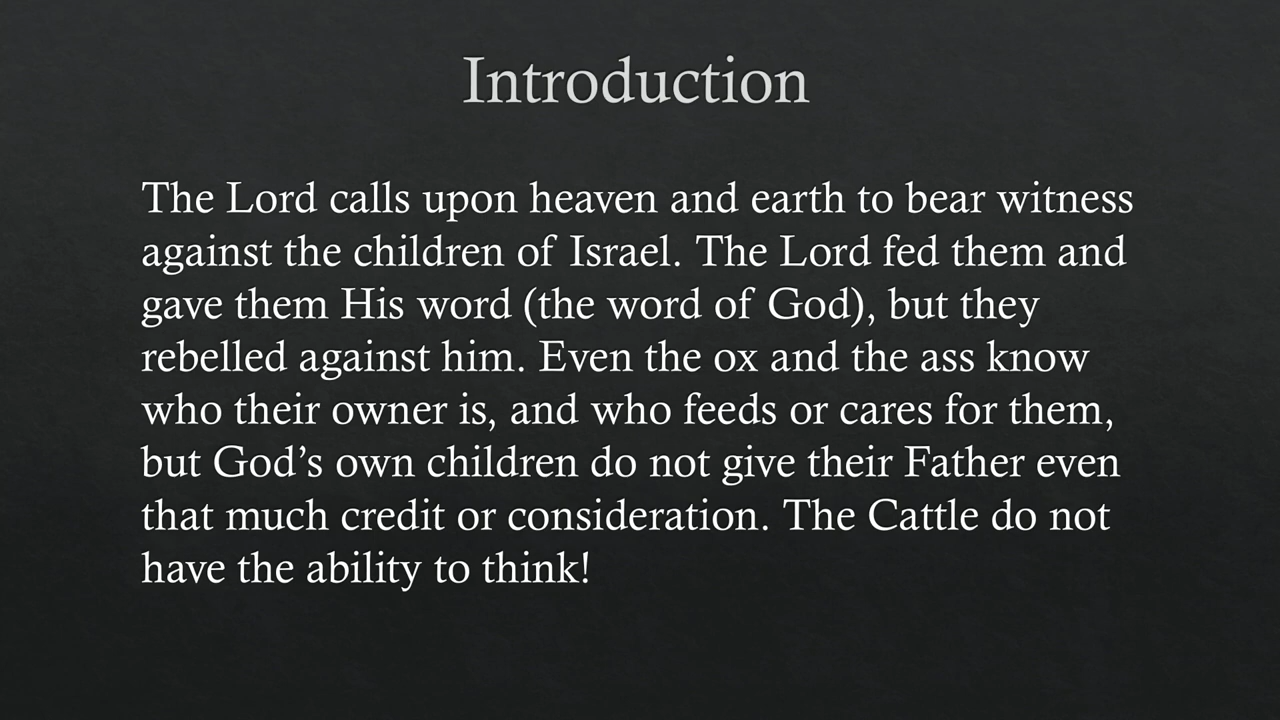 Introduction
The Lord calls upon heaven and earth to bear witness
against the children of Israel. The Lord fed them and
gave them His word (the word of God), but they
rebelled against him. Even the ox and the ass know
who their owner is, and who feeds or cares for them,
but God’s own children do not give their Father even
that much credit or consideration. The Cattle do not
have the ability to think!